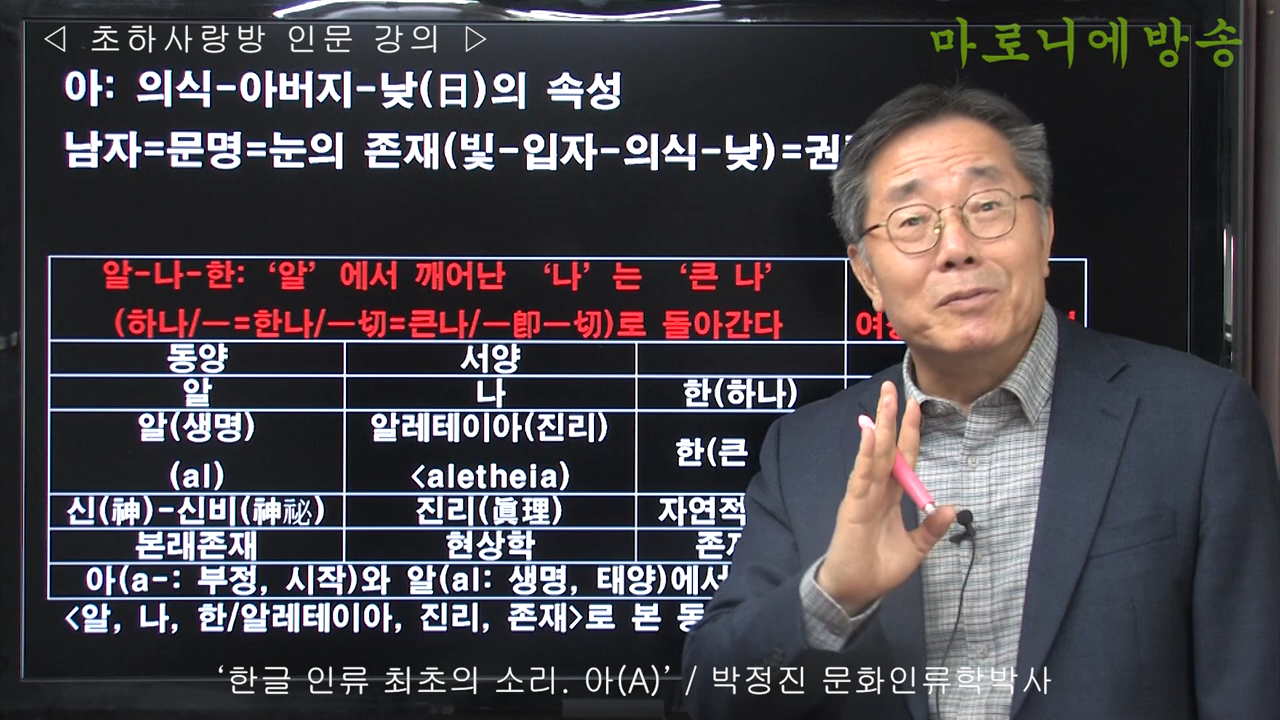 ◁ 초하사랑방 인문 강의 ▷
마로니에방송
아: 의식-아버지-낮(日)의 속성
남자=문명=눈의 존재(빛-입자-의식-낮)=권
알-나-한: ‘알’ 에서 깨어난 ‘나’ 는 ‘큰 나’
(하나/一=한나/一切=큰나/一卽一切)로 돌아간다
동양 서양
알 나 한(하나)
알(생명) 알레테이아(진리)
한(큰
(al) <aletheia)
신(神)-신비(神祕) 진리(眞理) 자연적
본래존재 현상학
아(a-: 부정, 시작)와 알(al: 생명, 태양)에서
<알, 나, 한/알레테이아, 진리, 존재>로 본
‘한글 인류 최초의 소리. 아(A)’ / 박정진 문화인류학박사